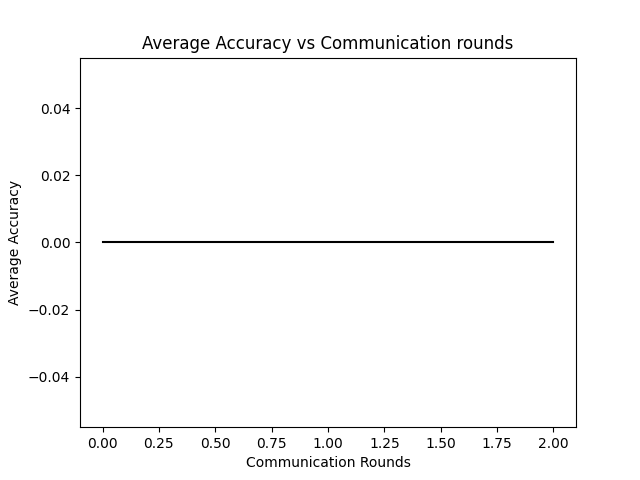 Average Accuracy vs Communication rounds
Average Accuracy
0.04
0.02
0.00
−0.02
−0.04
0.00 0.25 0.50 0.75 1.00 1.25 1.50 1.75 2.00
Communication Rounds